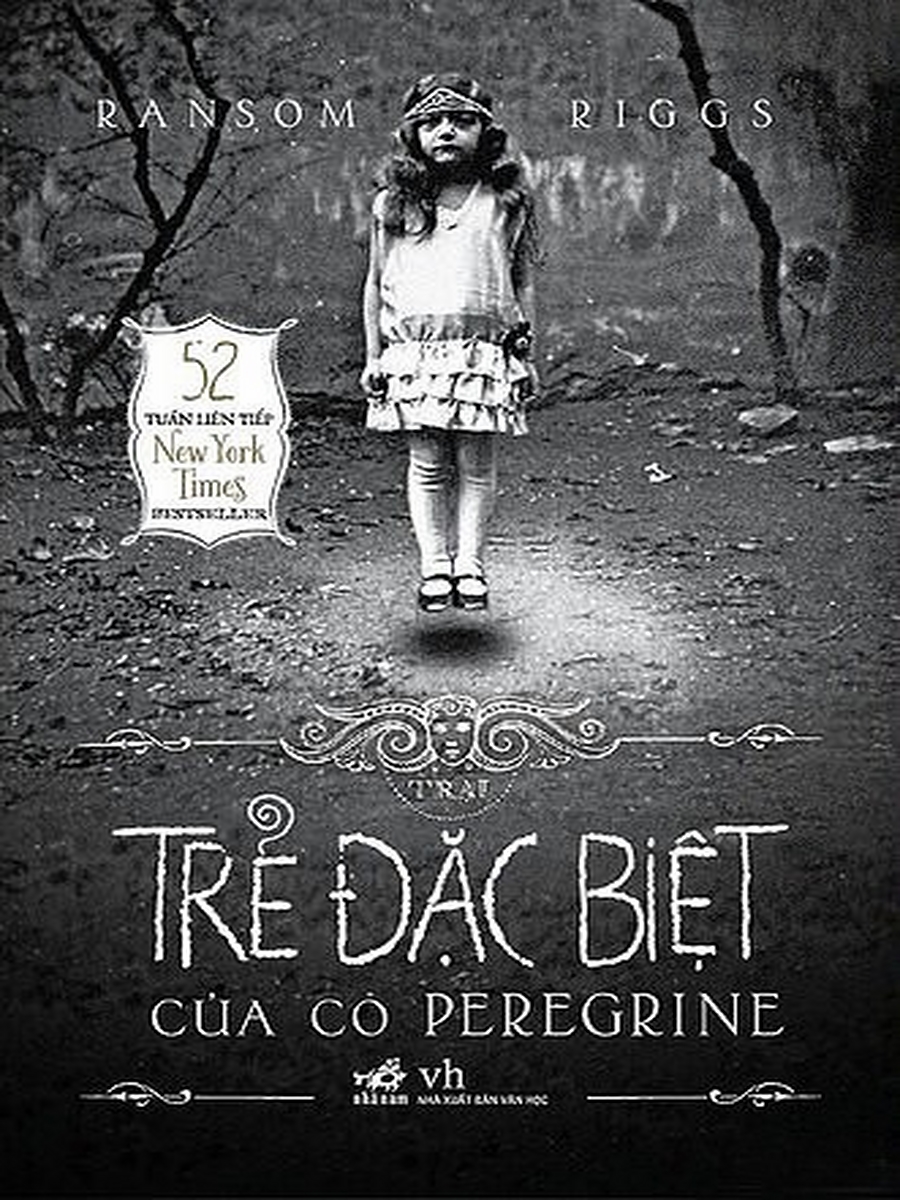 RANSOM RIGGS
52
TUẦN LIÊN TIẾP
New York
Times
BESTSELLER
TRẠI
TRẺ ĐẶC BIỆT
CỦA CÔ PEREGRINE
nhã nam
vh
NHÀ XUẤT BẢN VĂN HỌC